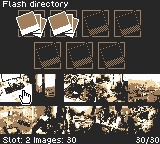 Flash directory
Slot: 2 Images: 30
30/30